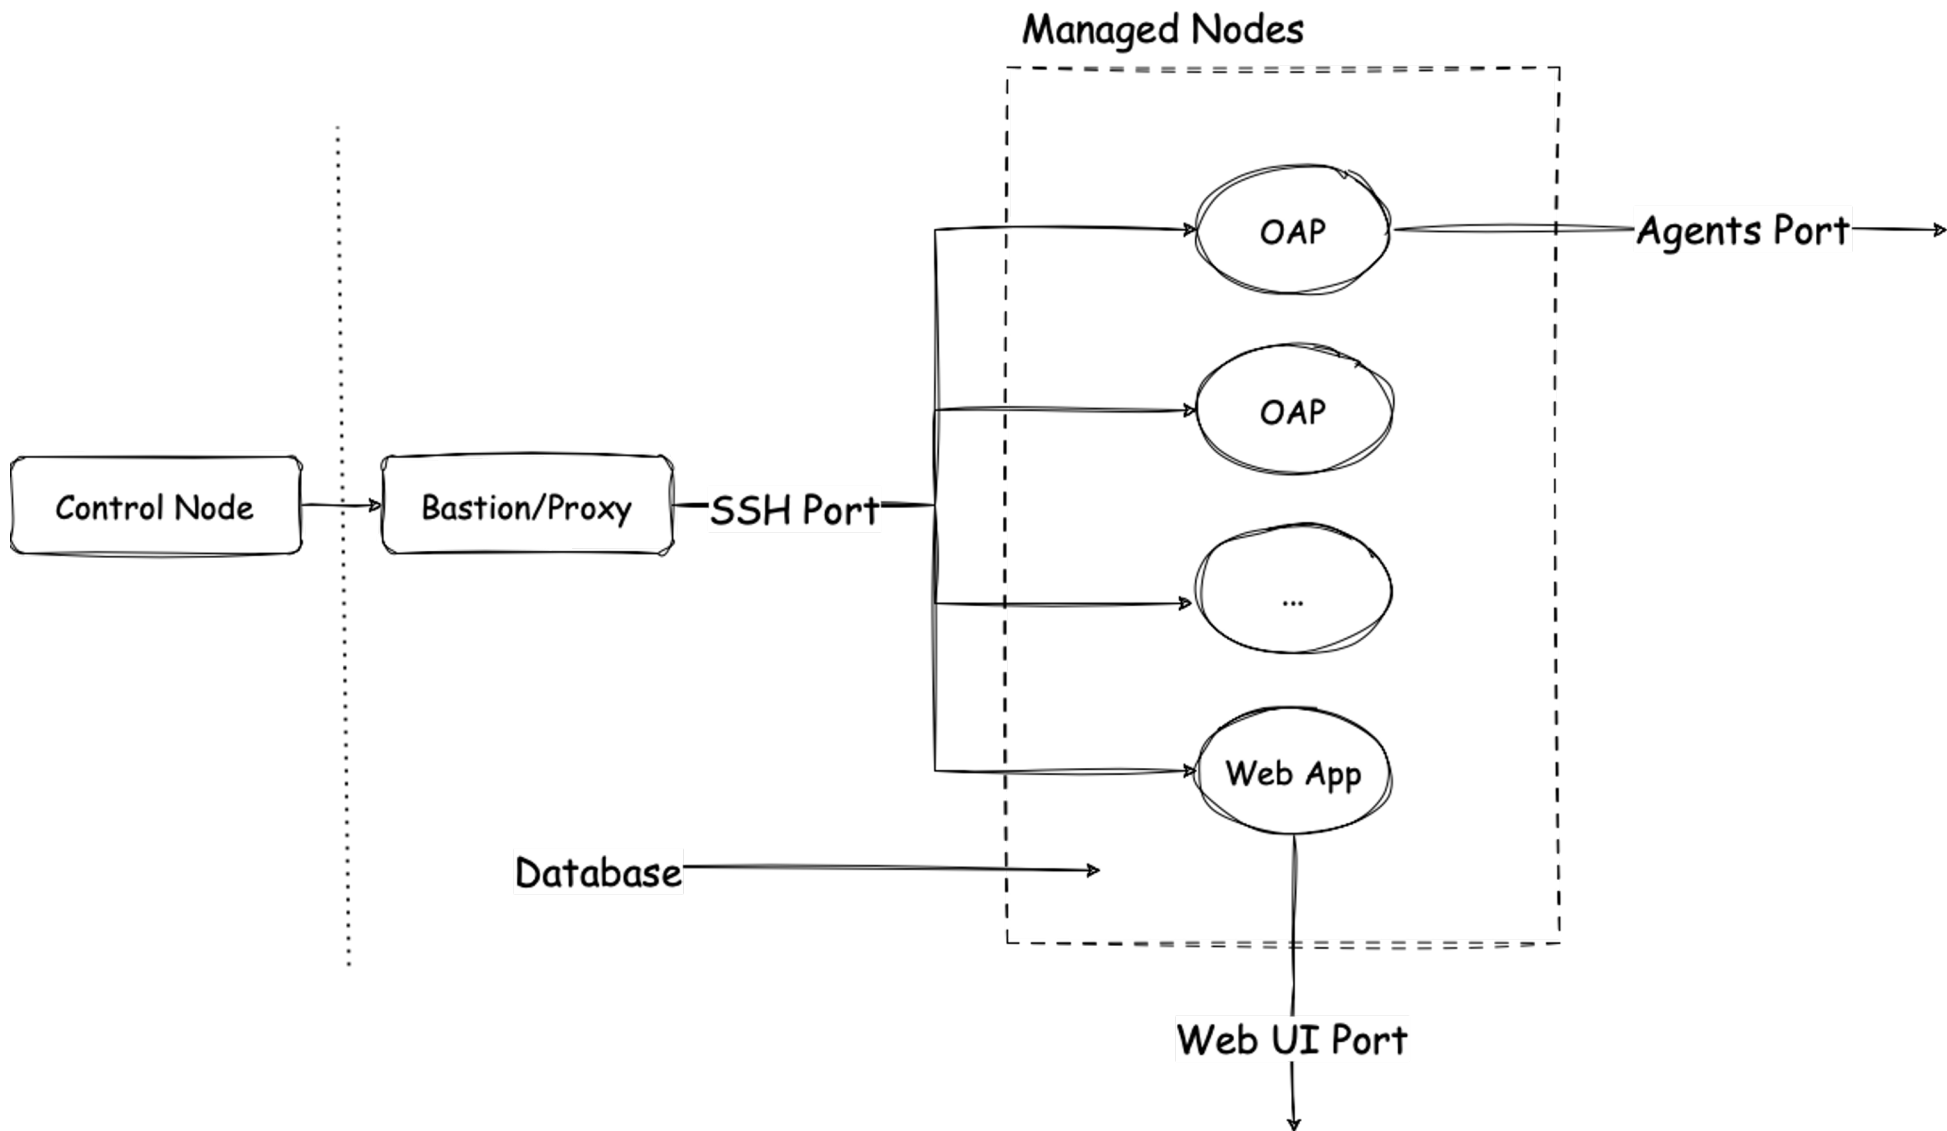 Managed Nodes
OAP
Agents Port
OAP
Control Node
Bastion/Proxy
SSH Port
...
Web App
Database
Web UI Port